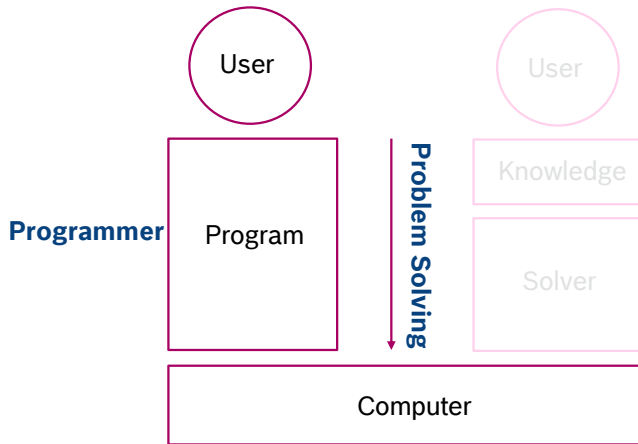 User
User
Knowledge
Programmer
Program
Problem Solving
Solver
Computer